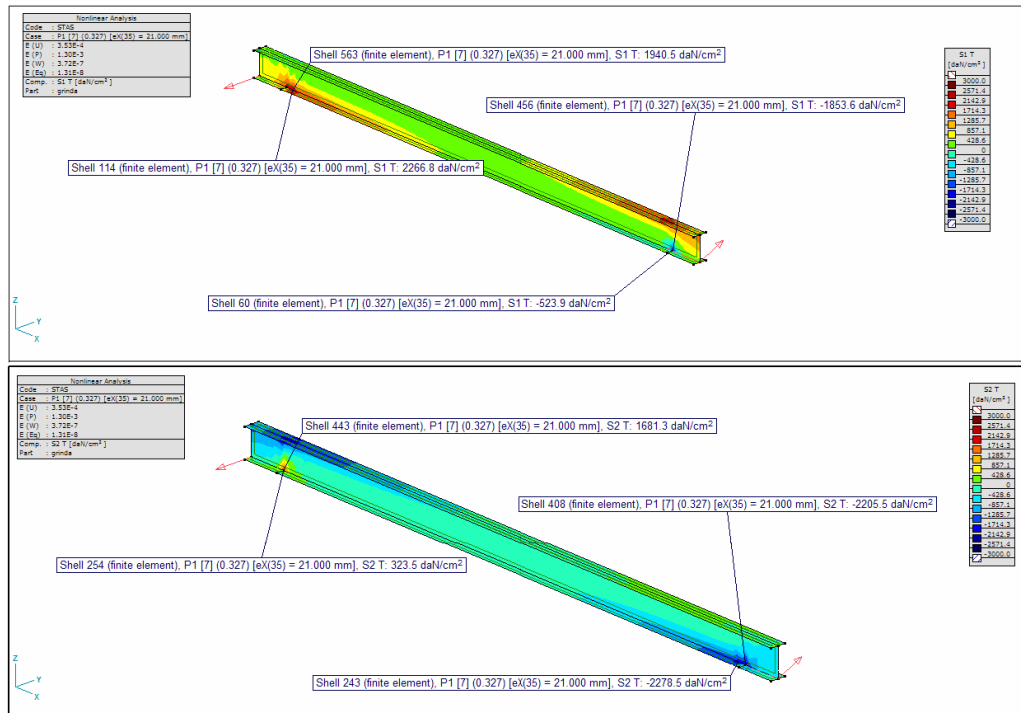 Nonlinear Analysis
Code : STAS
Case : P1 [7] (0.327) [eX(35) = 21.000 mm]
E (U) : 3.53E-4
E (P) : 1.30E-3
E (W) : 3.72E-7
E (Eq) : 1.31E-8
Comp. : S1 T [daN/cm²]
Part : grinda
Shell 563 (finite element), P1 [7] (0.327) [eX(35) = 21.000 mm], S1 T: 1940.5 daN/cm²
Shell 456 (finite element), P1 [7] (0.327) [eX(35) = 21.000 mm], S1 T: -1853.6 daN/cm²
Shell 114 (finite element), P1 [7] (0.327) [eX(35) = 21.000 mm], S1 T: 2266.8 daN/cm²
Shell 60 (finite element), P1 [7] (0.327) [eX(35) = 21.000 mm], S1 T: -523.9 daN/cm²
S1 T
[daN/cm²]
3000.0
2571.4
2142.9
1714.3
1285.7
857.1
428.6
0
-428.6
-857.1
-1285.7
-1714.3
-2142.9
-2571.4
-3000.0
Z
Y
X
Nonlinear Analysis
Code : STAS
Case : P1 [7] (0.327) [eX(35) = 21.000 mm]
E (U) : 3.53E-4
E (P) : 1.30E-3
E (W) : 3.72E-7
E (Eq) : 1.31E-8
Comp. : S2 T [daN/cm²]
Part : grinda
Shell 443 (finite element), P1 [7] (0.327) [eX(35) = 21.000 mm], S2 T: 1681.3 daN/cm²
Shell 408 (finite element), P1 [7] (0.327) [eX(35) = 21.000 mm], S2 T: -2205.5 daN/cm²
Shell 254 (finite element), P1 [7] (0.327) [eX(35) = 21.000 mm], S2 T: 323.5 daN/cm²
Shell 243 (finite element), P1 [7] (0.327) [eX(35) = 21.000 mm], S2 T: -2278.5 daN/cm²
S2 T
[daN/cm²]
3000.0
2571.4
2142.9
1714.3
1285.7
857.1
428.6
0
-428.6
-857.1
-1285.7
-1714.3
-2142.9
-2571.4
-3000.0
Z
Y
X